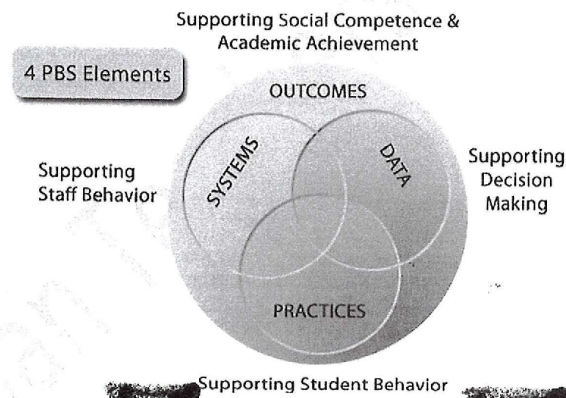 Supporting Social Competence &
Academic Achievement
4 PBS Elements
OUTCOMES
SYSTEMS
DATA
Supporting
Staff Behavior
Supporting
Decision
Making
PRACTICES
Supporting Student Behavior